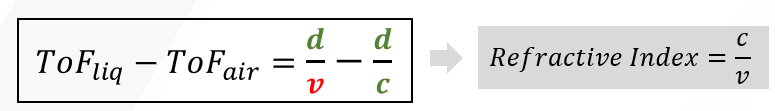 ToF_liq − ToF_air = d/v − d/c
Refractive Index = c/v